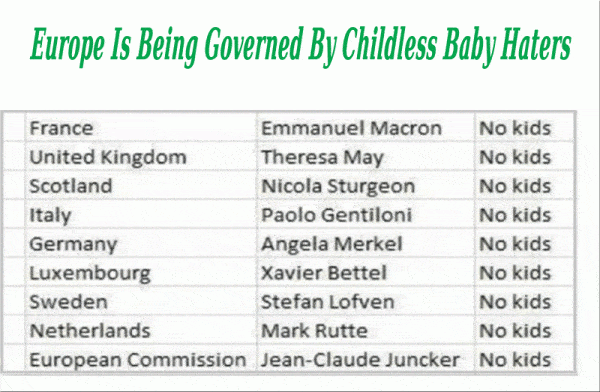 Europe Is Being Governed By Childless Baby Haters
France Emmanuel Macron No kids
United Kingdom Theresa May No kids
Scotland Nicola Sturgeon No kids
Italy Paolo Gentiloni No kids
Germany Angela Merkel No kids
Luxembourg Xavier Bettel No kids
Sweden Stefan Lofven No kids
Netherlands Mark Rutte No kids
European Commission Jean-Claude Juncker No kids